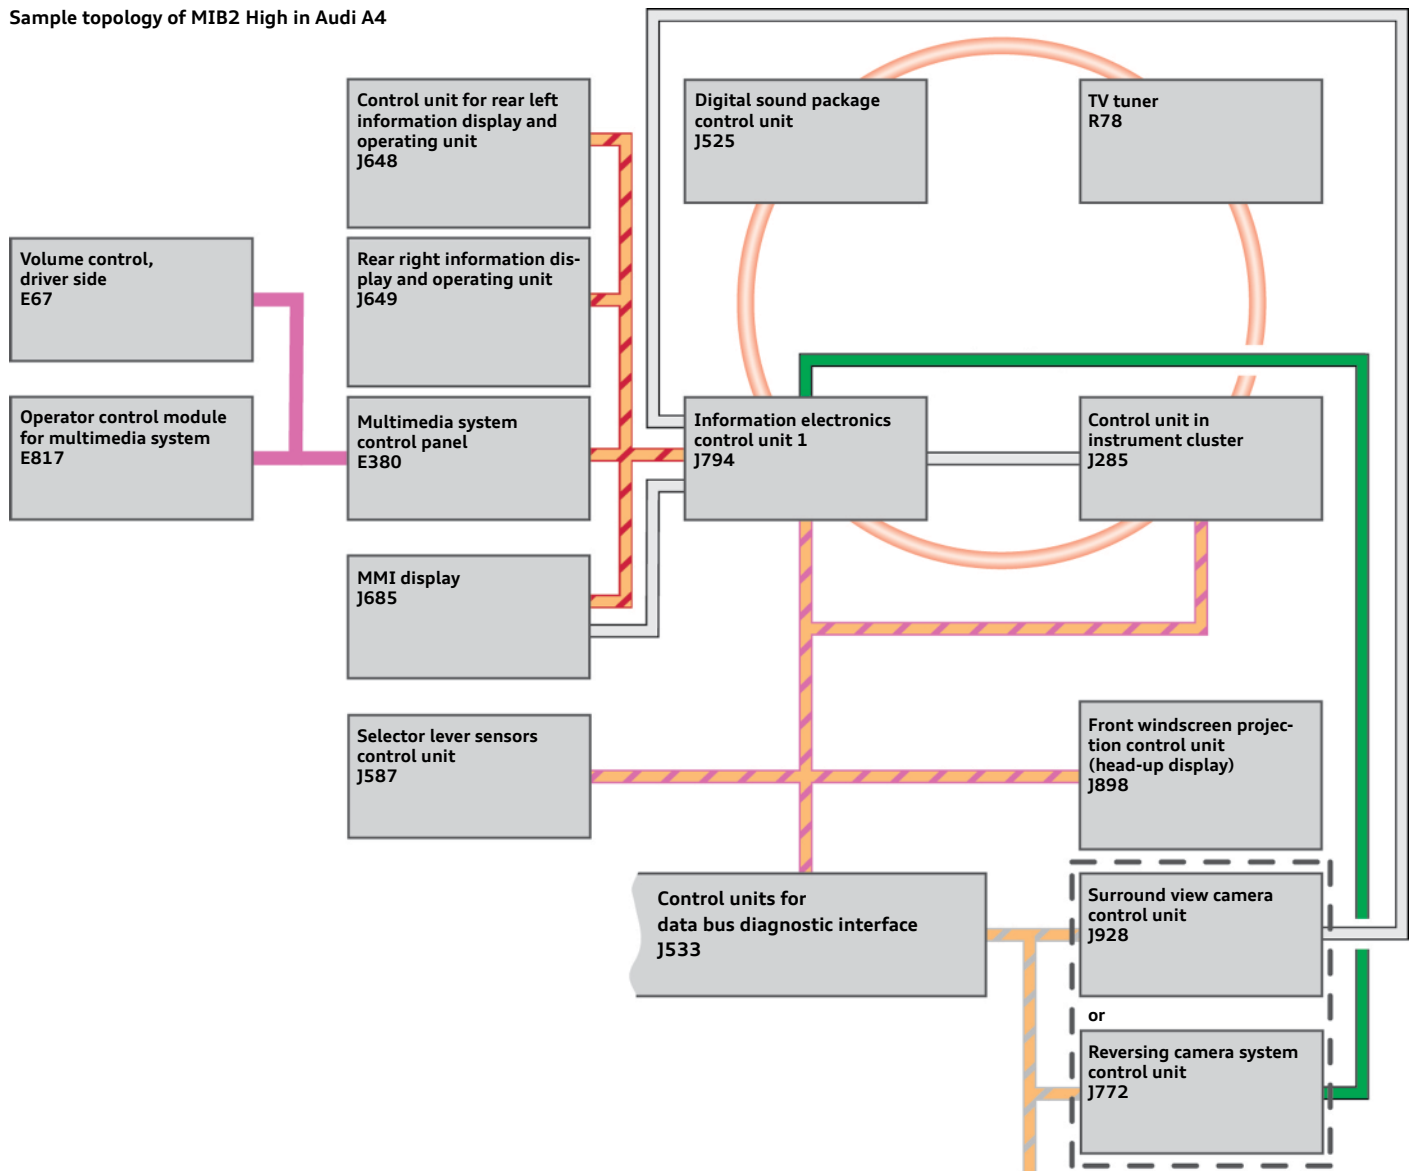 Sample topology of MIB2 High in Audi A4
Control unit for rear left
information display and
operating unit
J648
Digital sound package
control unit
J525
TV tuner
R78
Volume control,
driver side
E67
Rear right information dis-
play and operating unit
J649
Operator control module
for multimedia system
E817
Multimedia system
control panel
E380
Information electronics
control unit 1
J794
Control unit in
instrument cluster
J285
MMI display
J685
Selector lever sensors
control unit
J587
Front windscreen projec-
tion control unit
(head-up display)
J898
Control units for
data bus diagnostic interface
J533
Surround view camera
control unit
J928
or
Reversing camera system
control unit
J772